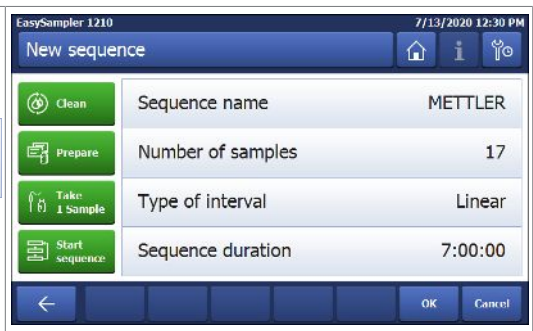 EasySampler 1210 7/13/2020 12:30 PM
New sequence
Clean
Sequence name METTLER
Prepare
Number of samples 17
Take
1 Sample
Type of interval Linear
Start
sequence
Sequence duration 7:00:00
OK Cancel